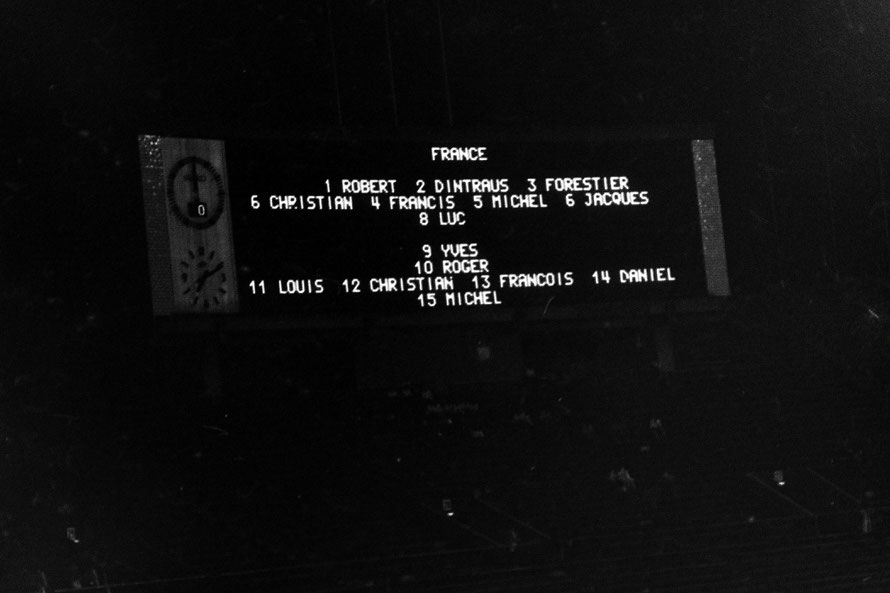 FRANCE
1 ROBERT 2 DINTRAUS 3 FORESTIER
6 CHRISTIAN 4 FRANCIS 5 MICHEL 6 JACQUES
8 LUC
9 YVES
10 ROGER
11 LOUIS 12 CHRISTIAN 13 FRANCOIS 14 DANIEL
15 MICHEL
0